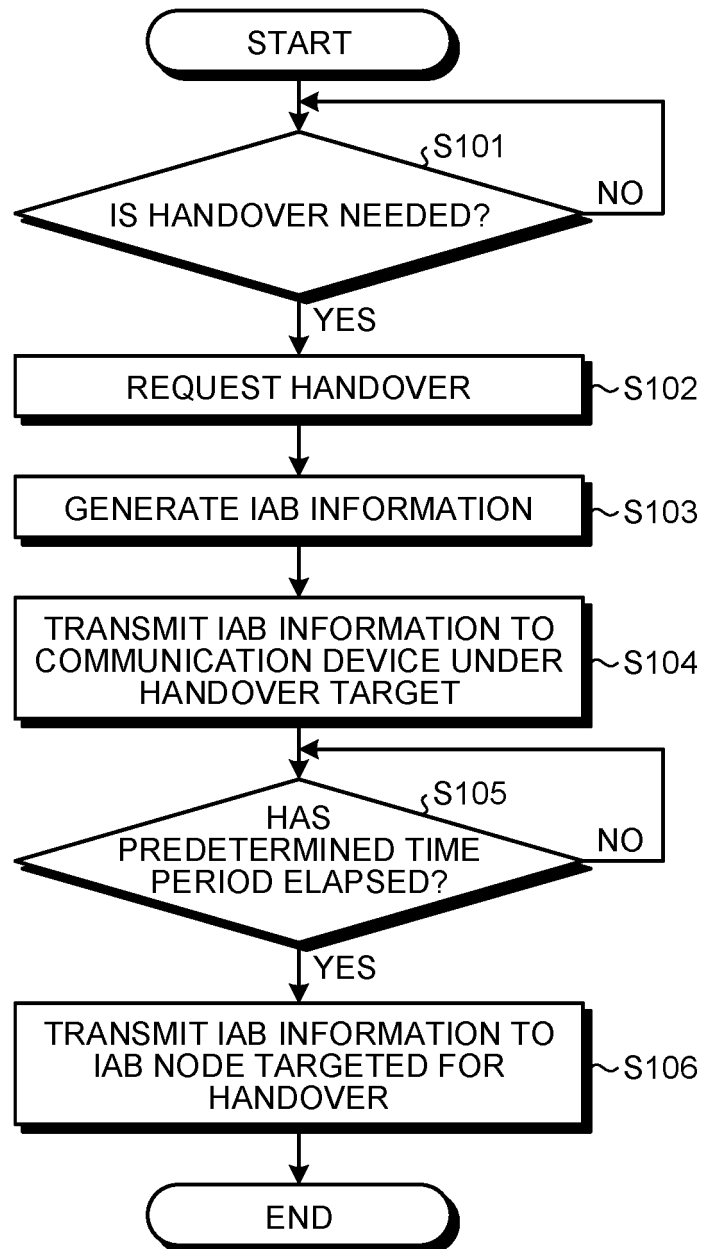 START
S101
IS HANDOVER NEEDED?
NO
YES
REQUEST HANDOVER
S102
GENERATE IAB INFORMATION
S103
TRANSMIT IAB INFORMATION TO
COMMUNICATION DEVICE UNDER
HANDOVER TARGET
S104
S105
HAS
PREDETERMINED TIME
PERIOD ELAPSED?
NO
YES
TRANSMIT IAB INFORMATION TO
IAB NODE TARGETED FOR
HANDOVER
S106
END